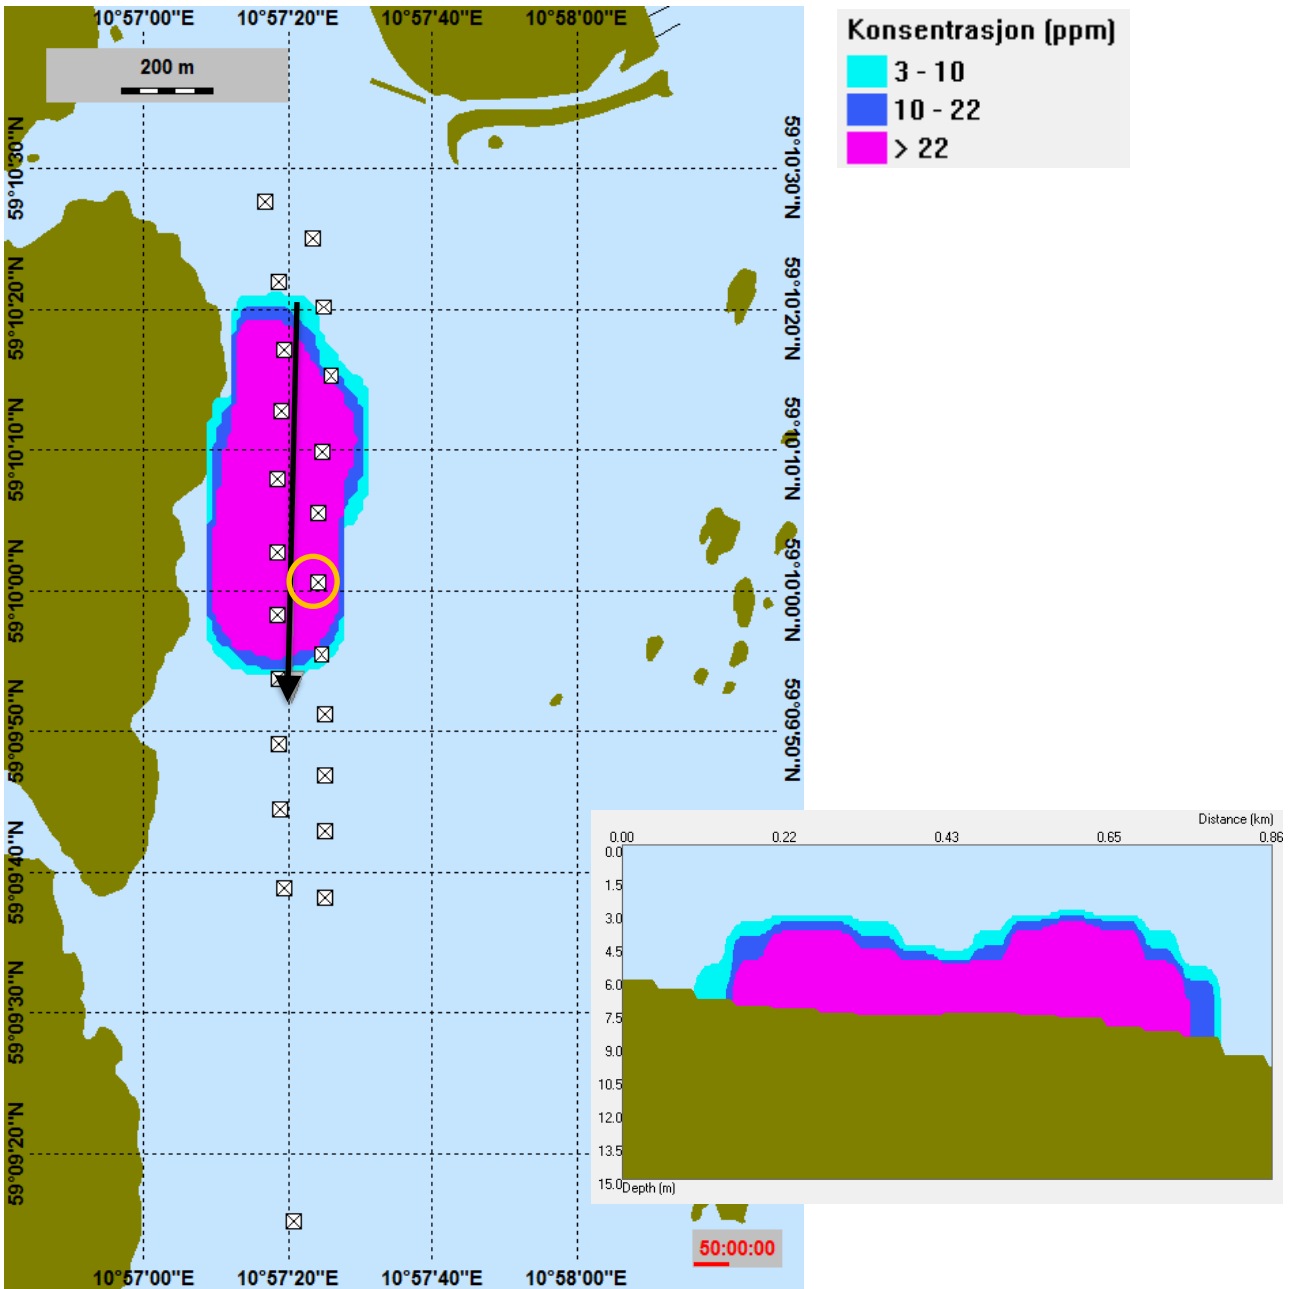 10°57'00"E 10°57'20"E 10°57'40"E 10°58'00"E
200 m
Konsentrasjon (ppm)
3 - 10
10 - 22
> 22
59°10'30"N 59°10'30"N
59°10'20"N 59°10'20"N
59°10'10"N 59°10'10"N
59°10'00"N 59°10'00"N
59°09'50"N 59°09'50"N
59°09'40"N
59°09'30"N
59°09'20"N
Distance (km)
0.00 0.22 0.43 0.65 0.86
0.0
1.5
3.0
4.5
6.0
7.5
9.0
10.5
12.0
13.5
15.0
Depth (m)
50:00:00
10°57'00"E 10°57'20"E 10°57'40"E 10°58'00"E